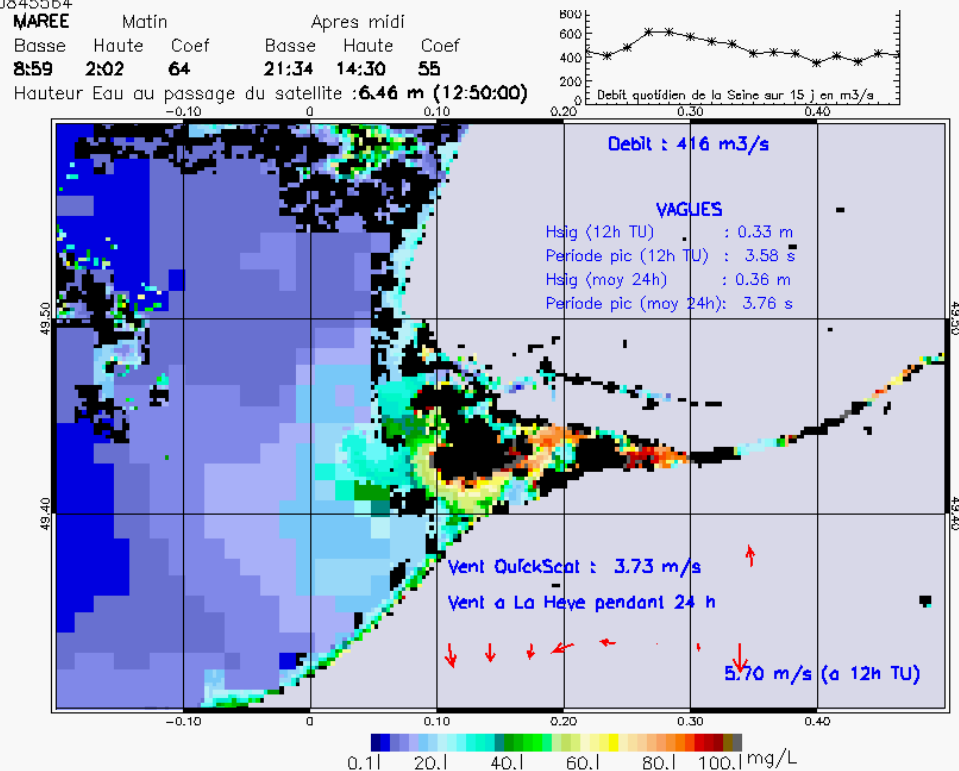 MAREE Matin Apres midi
Basse Haute Coef Basse Haute Coef
8:59 2:02 64 21:34 14:30 55
Hauteur Eau au passage du satellite :6.46 m (12:50:00)
800
600
400
200
0
Debit quotidien de la Seine sur 15 j en m3/s
-0.10 0 0.10 0.20 0.30 0.40
Debit : 416 m3/s
VAGUES
Hsig (12h TU) : 0.33 m
Periode pic (12h TU) : 3.58 s
Hsig (moy 24h) : 0.36 m
Periode pic (moy 24h): 3.76 s
49.50 49.50
49.40 49.40
Vent QuickScat : 3.73 m/s
Vent a La Heve pendant 24 h
5.70 m/s (a 12h TU)
-0.10 0 0.10 0.20 0.30 0.40
0.1 20. 40. 60. 80. 100. mg/L